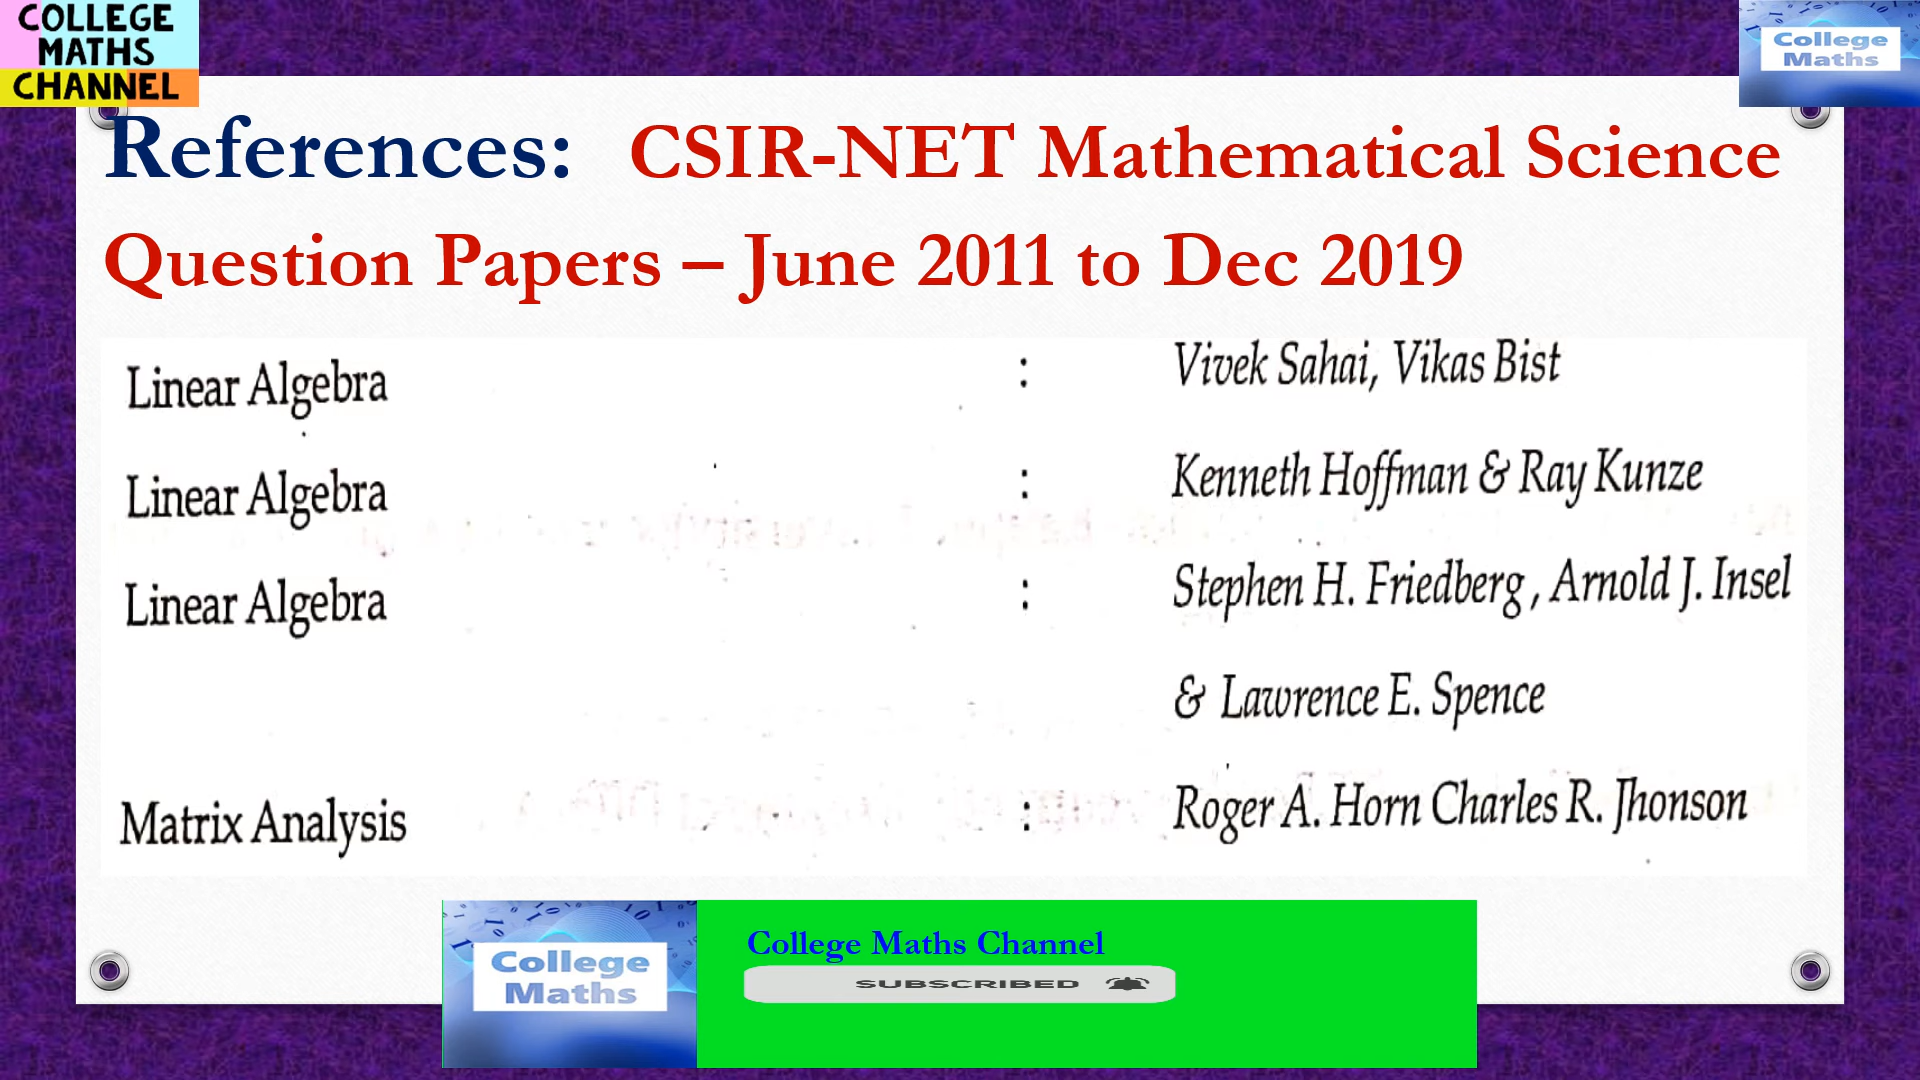 COLLEGE
MATHS
CHANNEL
College
Maths
References: CSIR-NET Mathematical Science
Question Papers – June 2011 to Dec 2019
Linear Algebra : Vivek Sahai, Vikas Bist
Linear Algebra : Kenneth Hoffman & Ray Kunze
Linear Algebra : Stephen H. Friedberg , Arnold J. Insel
& Lawrence E. Spence
Matrix Analysis : Roger A. Horn Charles R. Jhonson
College
Maths
College Maths Channel
SUBSCRIBED